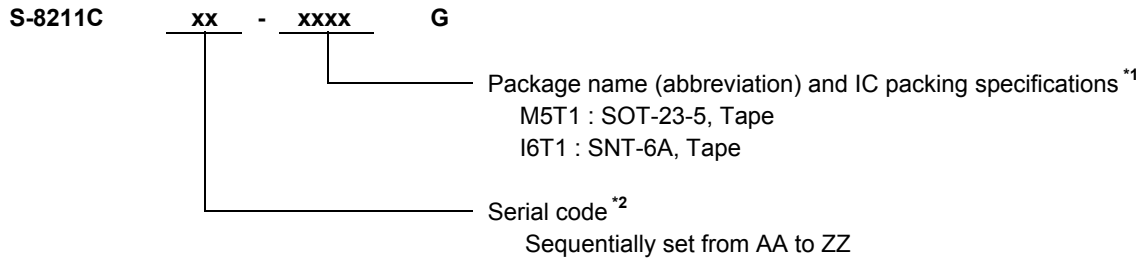 S-8211C xx - xxxx G
Package name (abbreviation) and IC packing specifications *1
M5T1 : SOT-23-5, Tape
I6T1 : SNT-6A, Tape
Serial code *2
Sequentially set from AA to ZZ